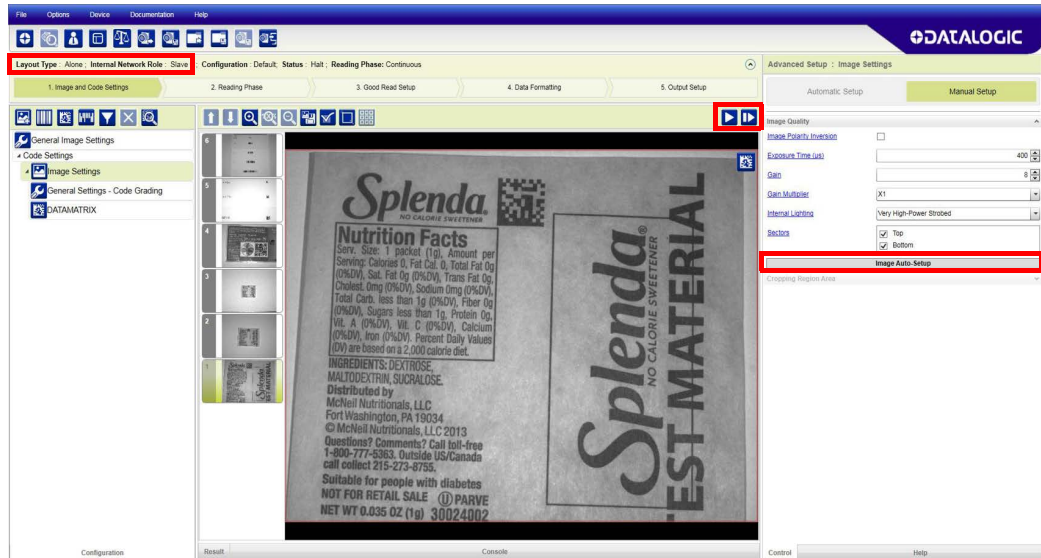 File Options Device Documentation Help
DATALOGIC
Layout Type : Alone ; Internal Network Role : Slave ; Configuration : Default; Status : Halt ; Reading Phase: Continuous
Advanced Setup : Image Settings
1. Image and Code Settings
2. Reading Phase
3. Good Read Setup
4. Data Formatting
5. Output Setup
Automatic Setup
Manual Setup
General Image Settings
Code Settings
Image Settings
General Settings - Code Grading
DATAMATRIX
6
5
4
3
2
1
Splenda®
NO CALORIE SWEETENER
Nutrition Facts
Serv. Size: 1 packet (1g), Amount per
Serving: Calories 0, Fat Cal. 0, Total Fat 0g
(0%DV), Sat. Fat 0g (0%DV), Trans Fat 0g,
Cholest. 0mg (0%DV), Sodium 0mg (0%DV),
Total Carb. less than 1g (0%DV), Fiber 0g
(0%DV), Sugars less than 1g, Protein 0g,
Vit. A (0%DV), Vit. C (0%DV), Calcium
(0%DV), Iron (0%DV). Percent Daily Values
(DV) are based on a 2,000 calorie diet.
INGREDIENTS: DEXTROSE,
MALTODEXTRIN, SUCRALOSE.
Distributed by
McNeil Nutritionals, LLC
Fort Washington, PA 19034
© McNeil Nutritionals, LLC 2013
Questions? Comments? Call toll-free
1-800-777-5363. Outside US/Canada
call collect 215-273-8755.
Suitable for people with diabetes
NOT FOR RETAIL SALE U PARVE
NET WT 0.035 OZ (1g) 30024002
Splenda®
NO CALORIE SWEETENER
EST MATERIAL
Image Quality
Image Polarity Inversion
Exposure Time (µs) 400
Gain 8
Gain Multiplier X1
Internal Lighting Very High-Power Strobed
Sectors Top
Bottom
Image Auto-Setup
Cropping Region Area
Configuration
Result
Console
Control
Help